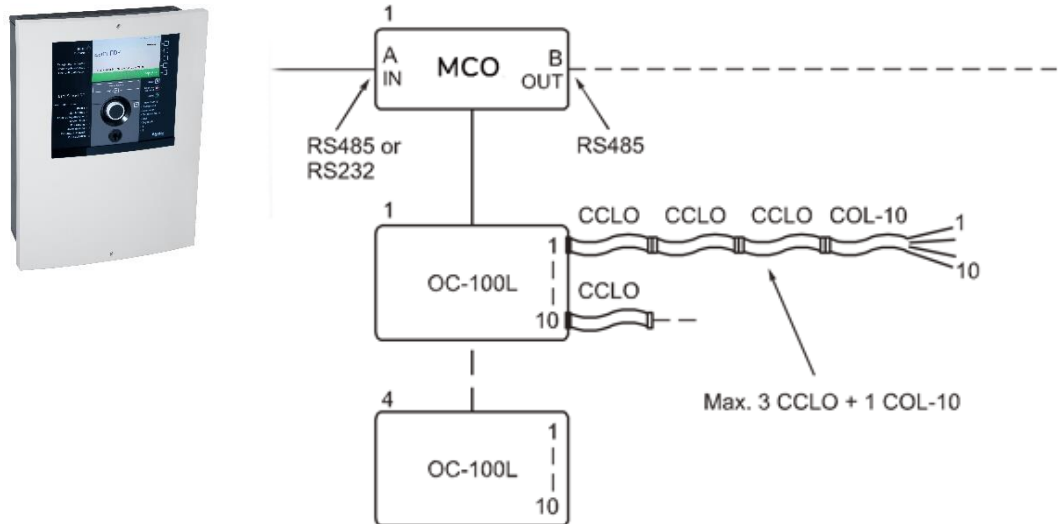 1
A
IN
MCO
B
OUT
RS485 or
RS232
RS485
1
OC-100L
1
10
CCLO CCLO CCLO COL-10
1
10
CCLO
Max. 3 CCLO + 1 COL-10
4
OC-100L
1
10